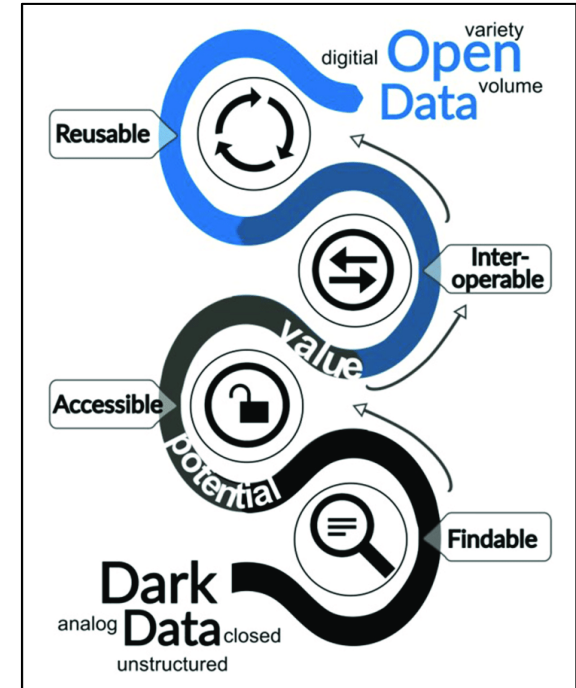 variety
digitial Open
Data volume
Reusable
Inter-
operable
value
Accessible
potential
Findable
Dark
analog Data closed
unstructured